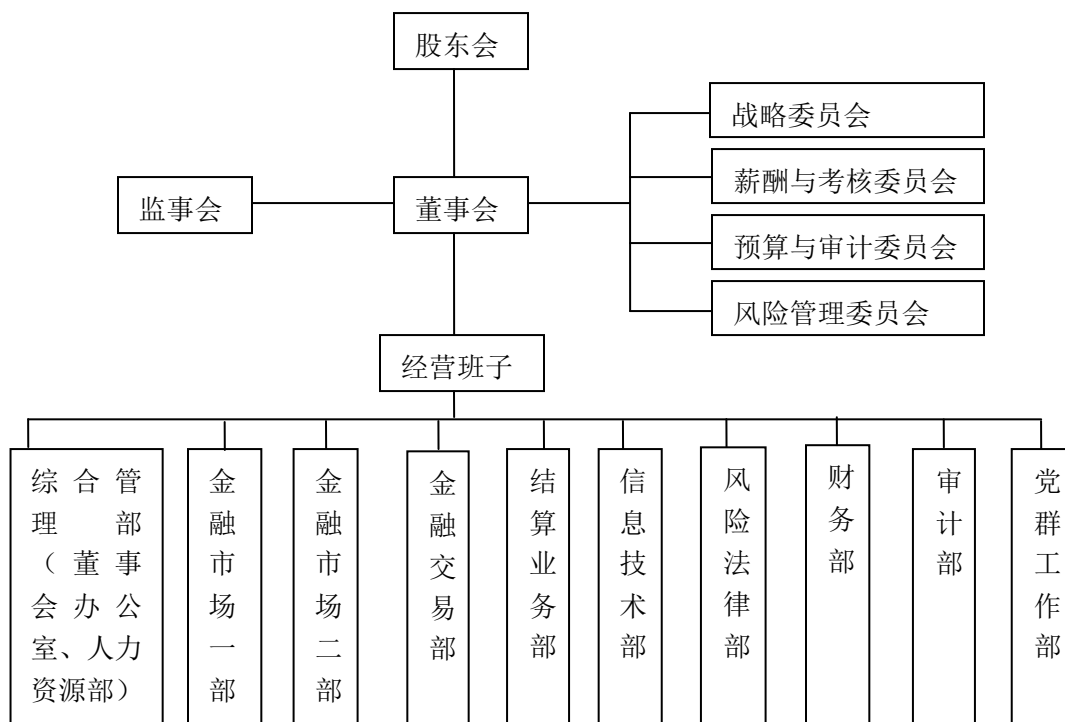 股东会
战略委员会
薪酬与考核委员会
监事会
董事会
预算与审计委员会
风险管理委员会
经营班子
综合管
理部
（董事
会办公
室、人力
资源部）
金融市场一部
金融市场二部
金融交易部
结算业务部
信息技术部
风险法律部
财务部
审计部
党群工作部